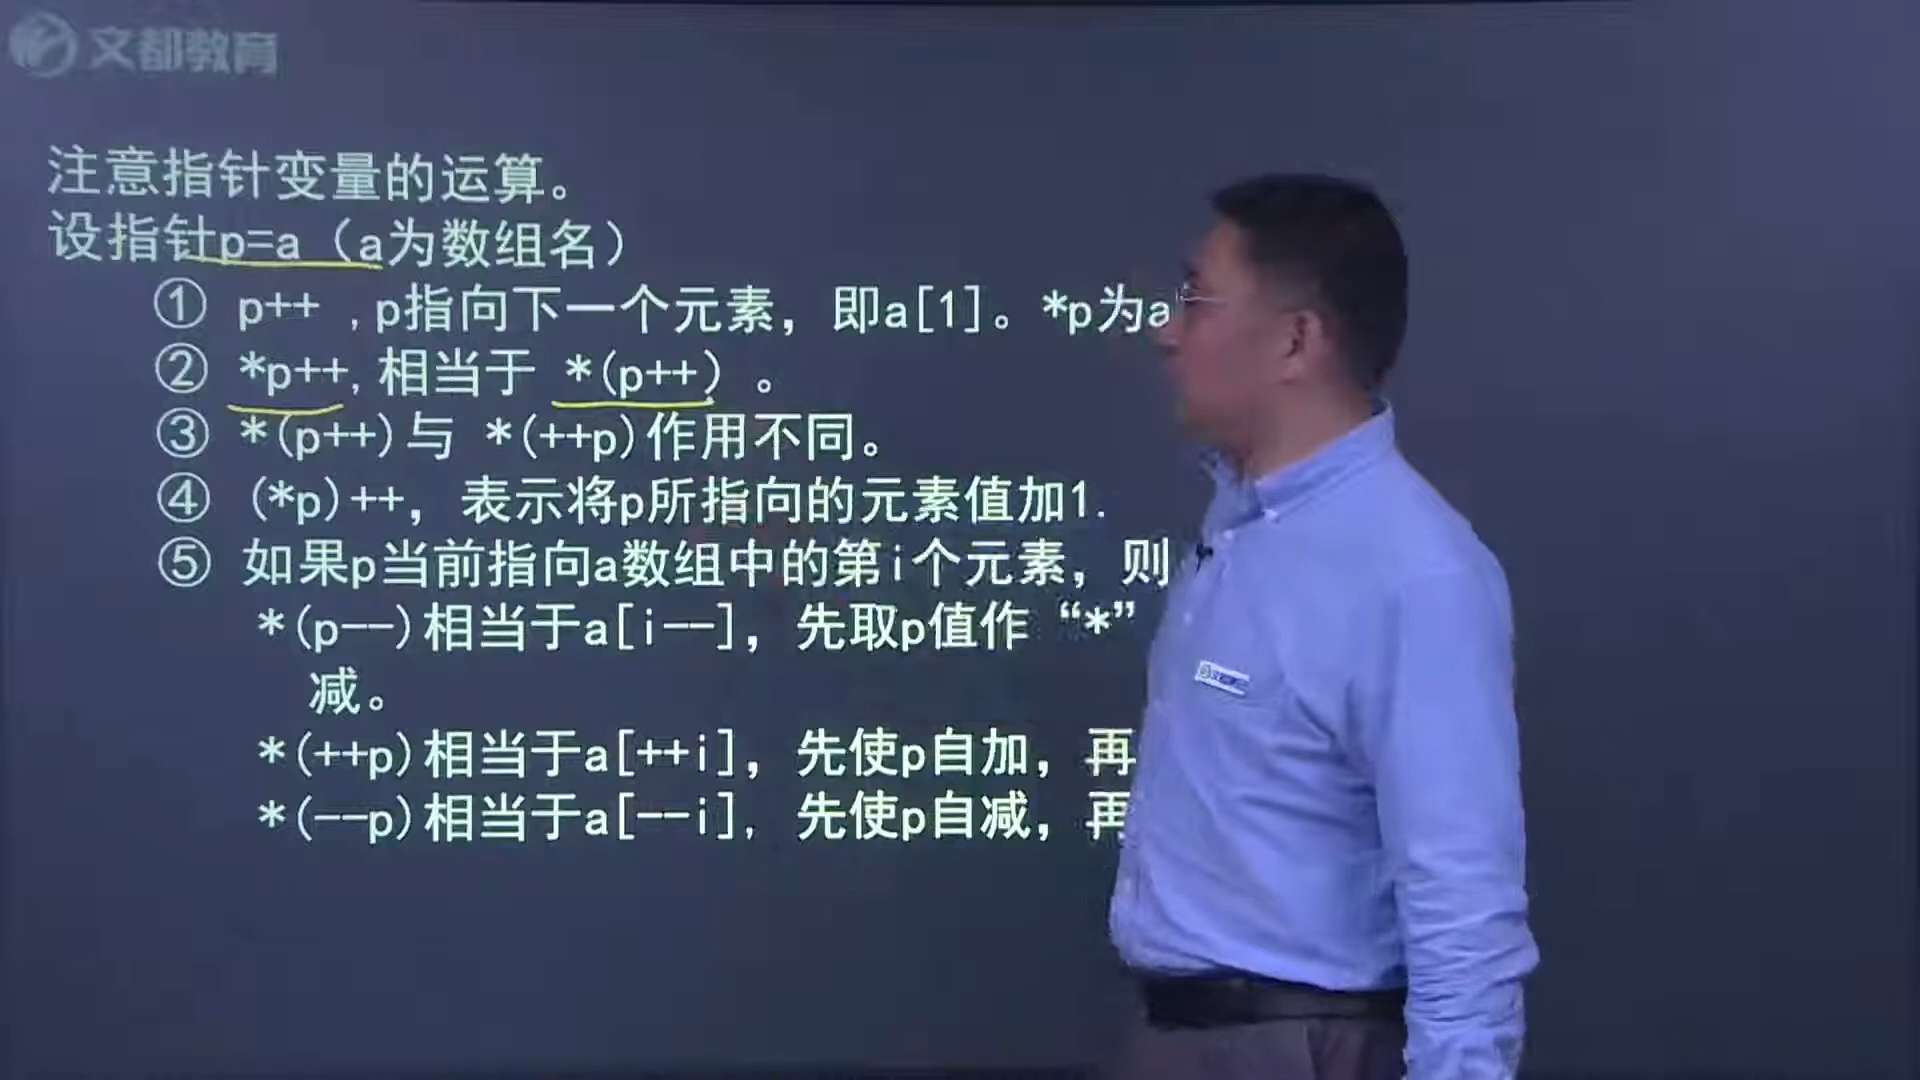 文都教育
注意指针变量的运算。
设指针p=a（a为数组名）
① p++ ,p指向下一个元素，即a[1]。*p为a
② *p++,相当于 *(p++) 。
③ *(p++)与 *(++p)作用不同。
④ (*p)++，表示将p所指向的元素值加1.
⑤ 如果p当前指向a数组中的第i个元素，则
*(p--)相当于a[i--]，先取p值作“*”
减。
*(++p)相当于a[++i]，先使p自加，再
*(--p)相当于a[--i]，先使p自减，再